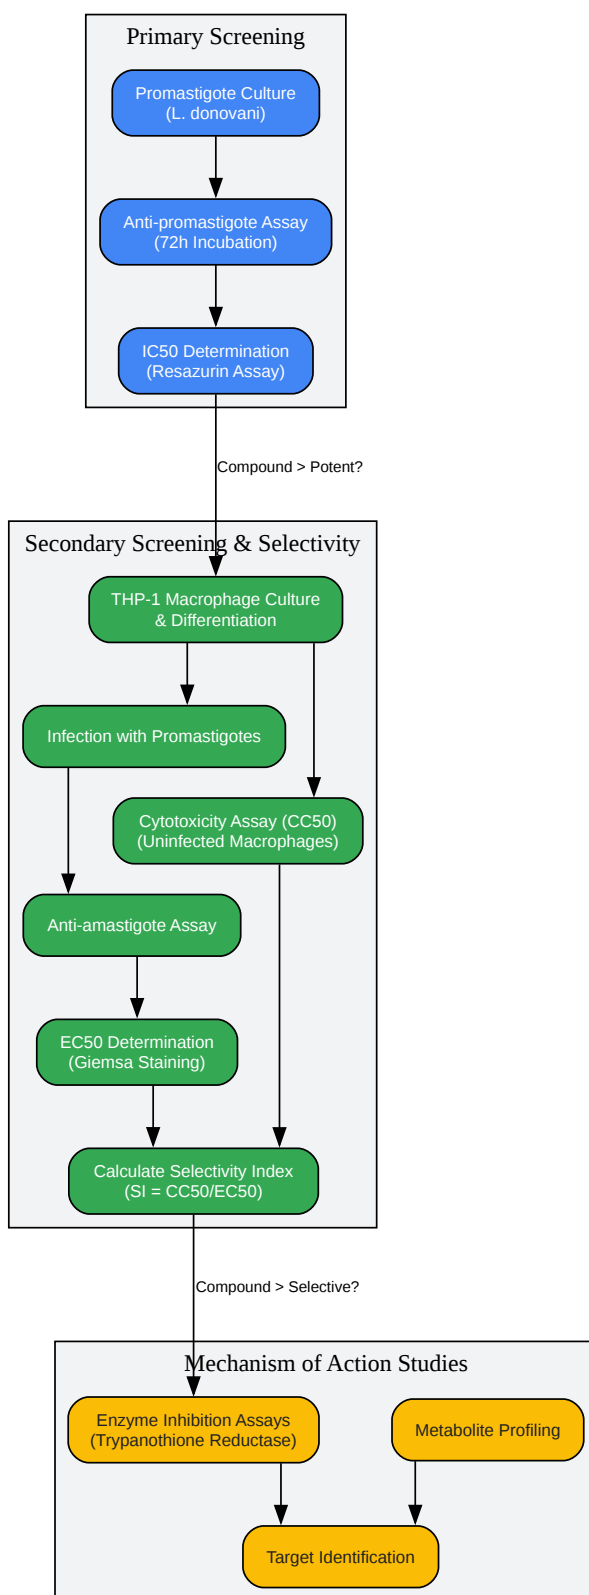 Primary Screening
Promastigote Culture
(L. donovani)
Anti-promastigote Assay
(72h Incubation)
IC50 Determination
(Resazurin Assay)
Compound > Potent?
Secondary Screening & Selectivity
THP-1 Macrophage Culture
& Differentiation
Infection with Promastigotes
Cytotoxicity Assay (CC50)
(Uninfected Macrophages)
Anti-amastigote Assay
EC50 Determination
(Giemsa Staining)
Calculate Selectivity Index
(SI = CC50/EC50)
Compound > Selective?
Mechanism of Action Studies
Enzyme Inhibition Assays
(Trypanothione Reductase)
Metabolite Profiling
Target Identification